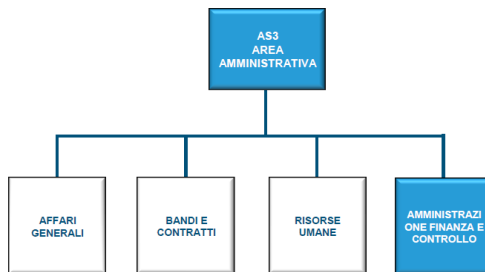 AS3
AREA
AMMINISTRATIVA
AFFARI
GENERALI
BANDI E
CONTRATTI
RISORSE
UMANE
AMMINISTRAZI
ONE FINANZA E
CONTROLLO